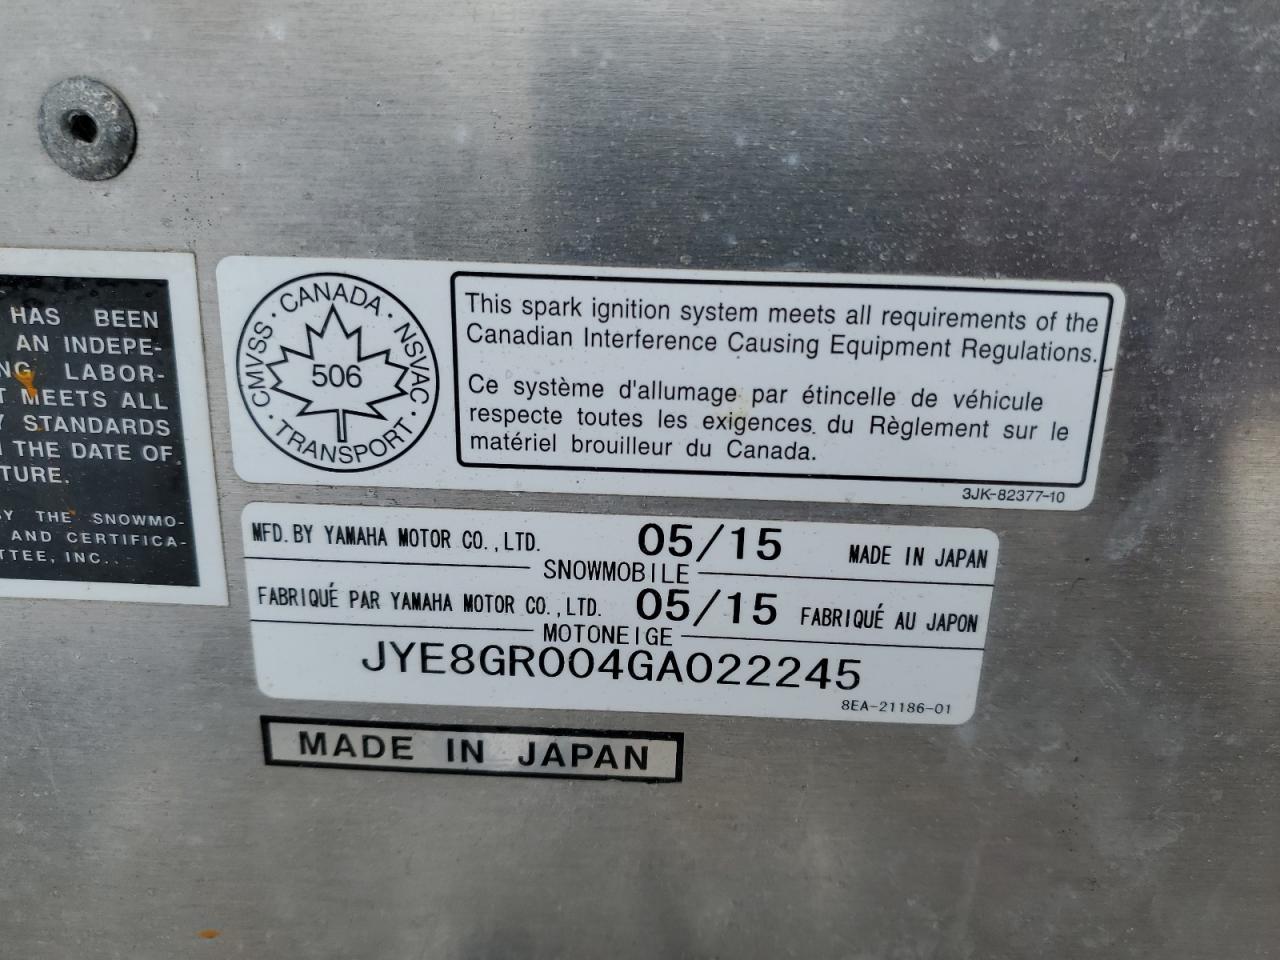 HAS BEEN
AN INDEPE-
NG LABOR-
T MEETS ALL
Y STANDARDS
N THE DATE OF
TURE.
BY THE SNOWMO-
AND CERTIFICA-
TTEE, INC..
CANADA · NSVAC · TRANSPORT · CMVSS ·
506
This spark ignition system meets all requirements of the
Canadian Interference Causing Equipment Regulations.
Ce système d'allumage par étincelle de véhicule
respecte toutes les exigences du Règlement sur le
matériel brouilleur du Canada.
3JK-82377-10
MFD. BY YAMAHA MOTOR CO., LTD. 05/15 MADE IN JAPAN
SNOWMOBILE
FABRIQUÉ PAR YAMAHA MOTOR CO., LTD. 05/15 FABRIQUÉ AU JAPON
MOTONEIGE
JYE8GR004GA022245
8EA-21186-01
MADE IN JAPAN